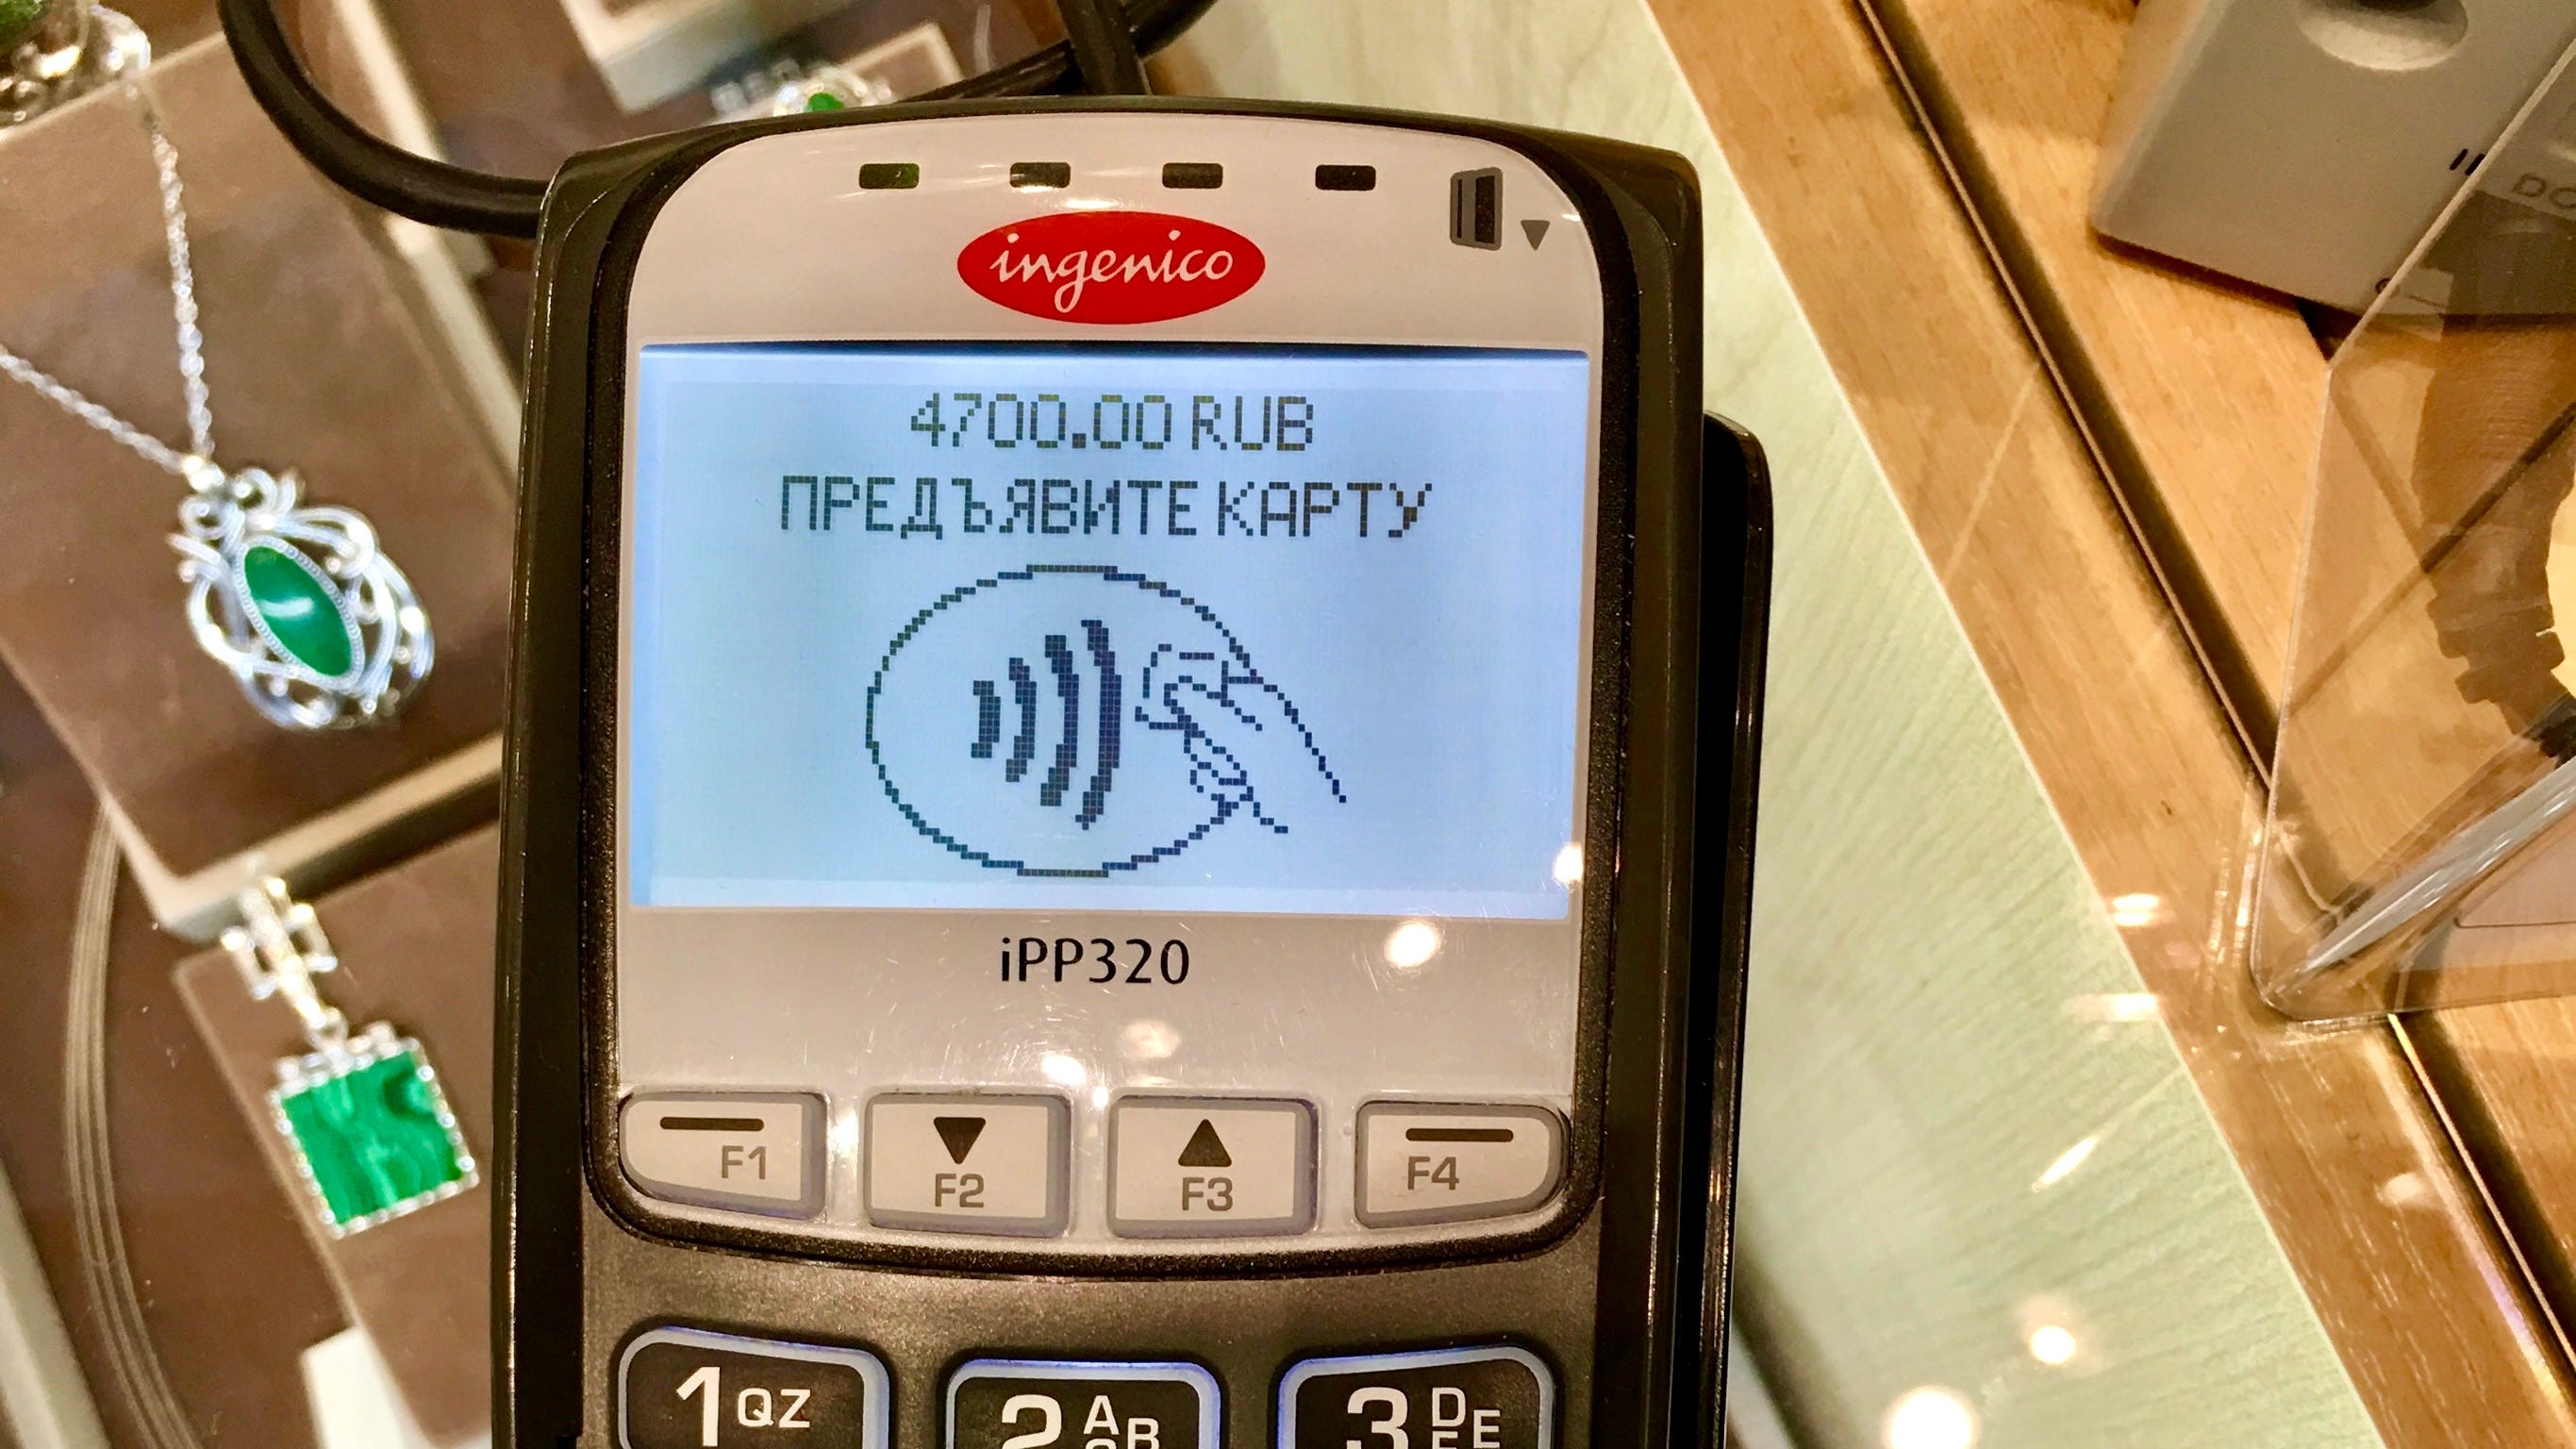 ingenico
4700.00 RUB
ПРЕДЪЯВИТЕ КАРТУ
iPP320
F1
F2
F3
F4
1 QZ
2 AB
3 DE